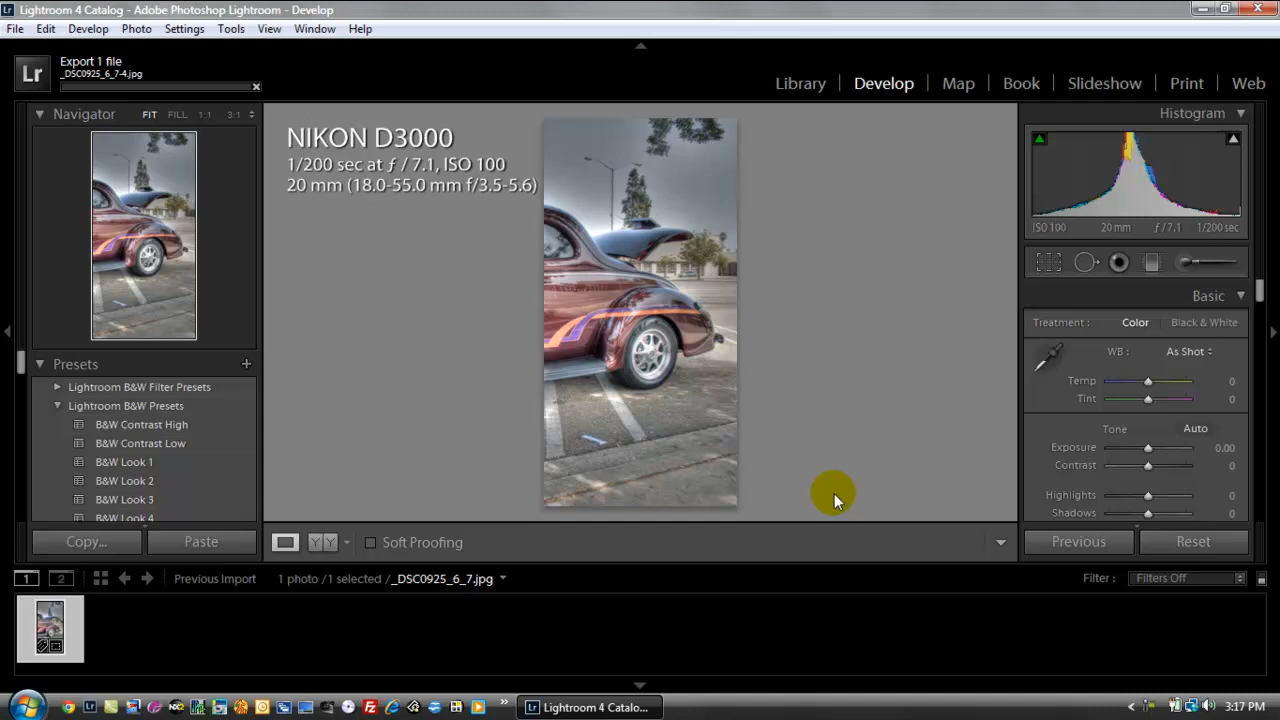 Lightroom 4 Catalog - Adobe Photoshop Lightroom - Develop
File Edit Develop Photo Settings Tools View Window Help
Lr
Export 1 file
_DSC0925_6_7-4.jpg
Library Develop Map Book Slideshow Print Web
Navigator FIT FILL 1:1 3:1
Histogram
NIKON D3000
1/200 sec at ƒ / 7.1, ISO 100
20 mm (18.0-55.0 mm f/3.5-5.6)
ISO 100 20 mm ƒ / 7.1 1/200 sec
Basic
Treatment : Color Black & White
WB : As Shot
Temp 0
Tint 0
Tone Auto
Exposure 0.00
Contrast 0
Highlights 0
Shadows 0
Presets +
Lightroom B&W Filter Presets
Lightroom B&W Presets
B&W Contrast High
B&W Contrast Low
B&W Look 1
B&W Look 2
B&W Look 3
B&W Look 4
Copy... Paste
Y Y Soft Proofing
Previous Reset
1 2 Previous Import 1 photo /1 selected /_DSC0925_6_7.jpg
Filter : Filters Off
Lightroom 4 Catalo...
3:17 PM